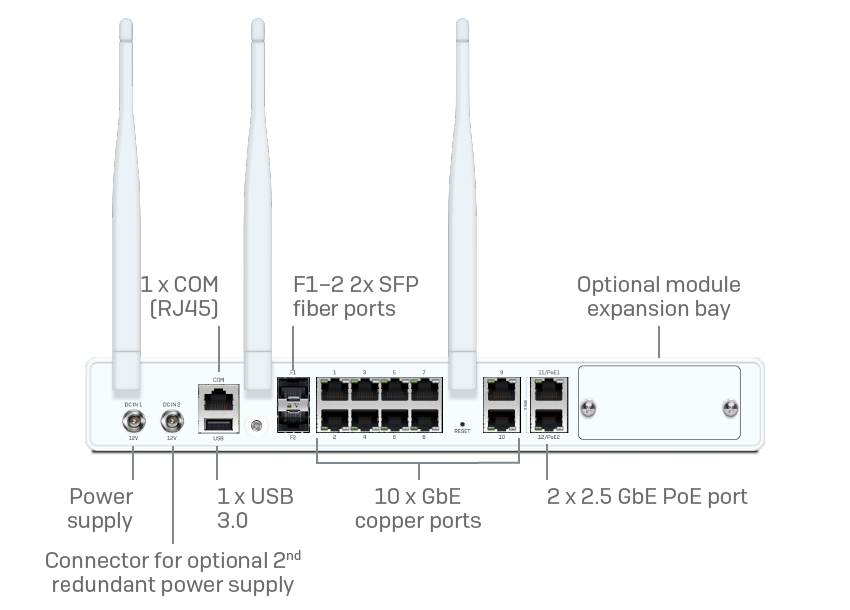 1 x COM
(RJ45)
F1–2 2x SFP
fiber ports
Optional module
expansion bay
COM
F1
1 3 5 7
9
11/PoE1
DC IN 1
DC IN 2
12V
12V
USB
F2
2 4 6 8
RESET
10
12/PoE2
Power
supply
1 x USB
3.0
10 x GbE
copper ports
2 x 2.5 GbE PoE port
Connector for optional 2nd
redundant power supply